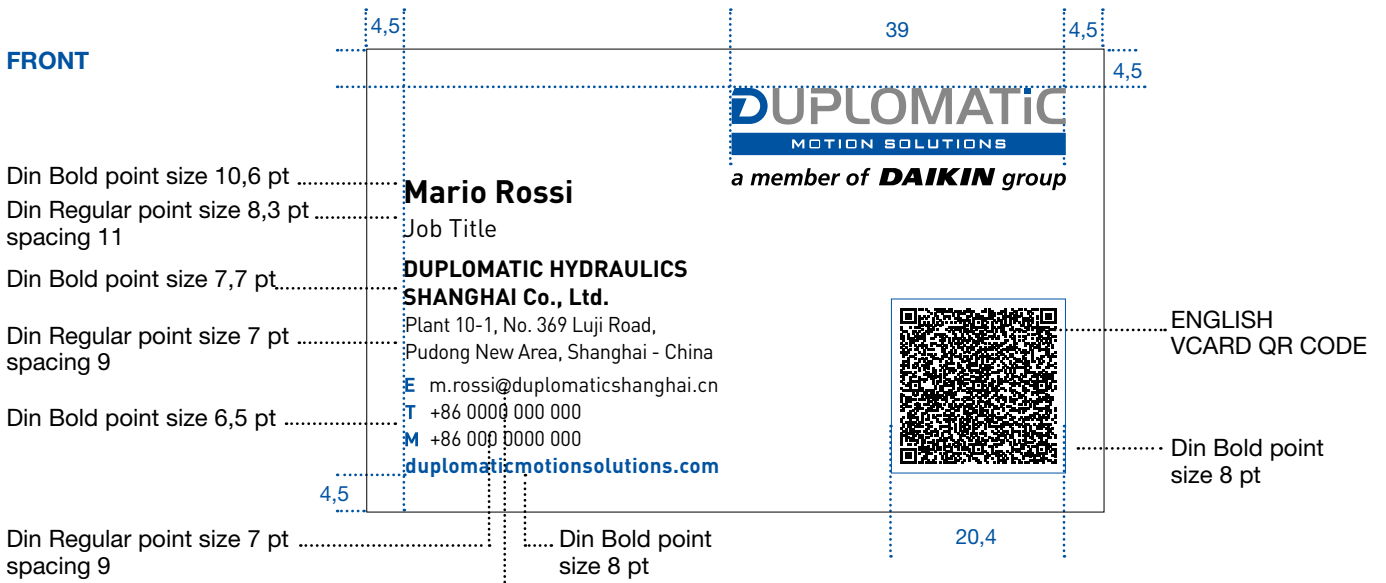 4,5
39
4,5
FRONT
4,5
DUPLOMATiC
MOTION SOLUTIONS
a member of DAIKIN group
Din Bold point size 10,6 pt
Mario Rossi
Din Regular point size 8,3 pt
spacing 11
Job Title
Din Bold point size 7,7 pt
DUPLOMATIC HYDRAULICS
SHANGHAI Co., Ltd.
Din Regular point size 7 pt
spacing 9
Plant 10-1, No. 369 Luji Road,
Pudong New Area, Shanghai - China
ENGLISH
VCARD QR CODE
E m.rossi@duplomaticshanghai.cn
Din Bold point size 6,5 pt
T +86 0000 000 000
M +86 000 0000 000
duplomaticmotionsolutions.com
Din Bold point
size 8 pt
4,5
Din Regular point size 7 pt
spacing 9
Din Bold point
size 8 pt
20,4